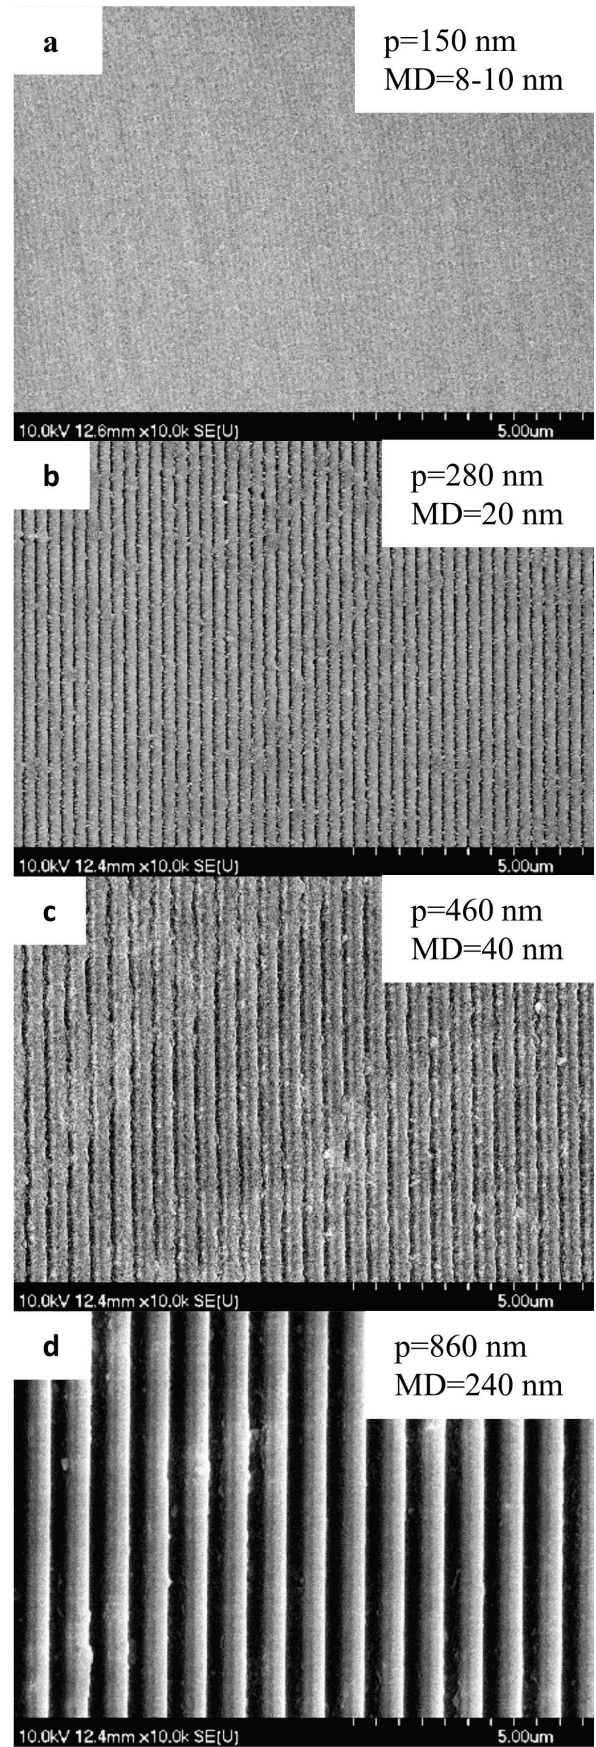 a
p=150 nm
MD=8-10 nm
10.0kV 12.6mm x10.0k SE(U)
5.00um
b
p=280 nm
MD=20 nm
10.0kV 12.4mm x10.0k SE(U)
5.00um
c
p=460 nm
MD=40 nm
10.0kV 12.4mm x10.0k SE(U)
5.00um
d
p=860 nm
MD=240 nm
10.0kV 12.4mm x10.0k SE(U)
5.00um